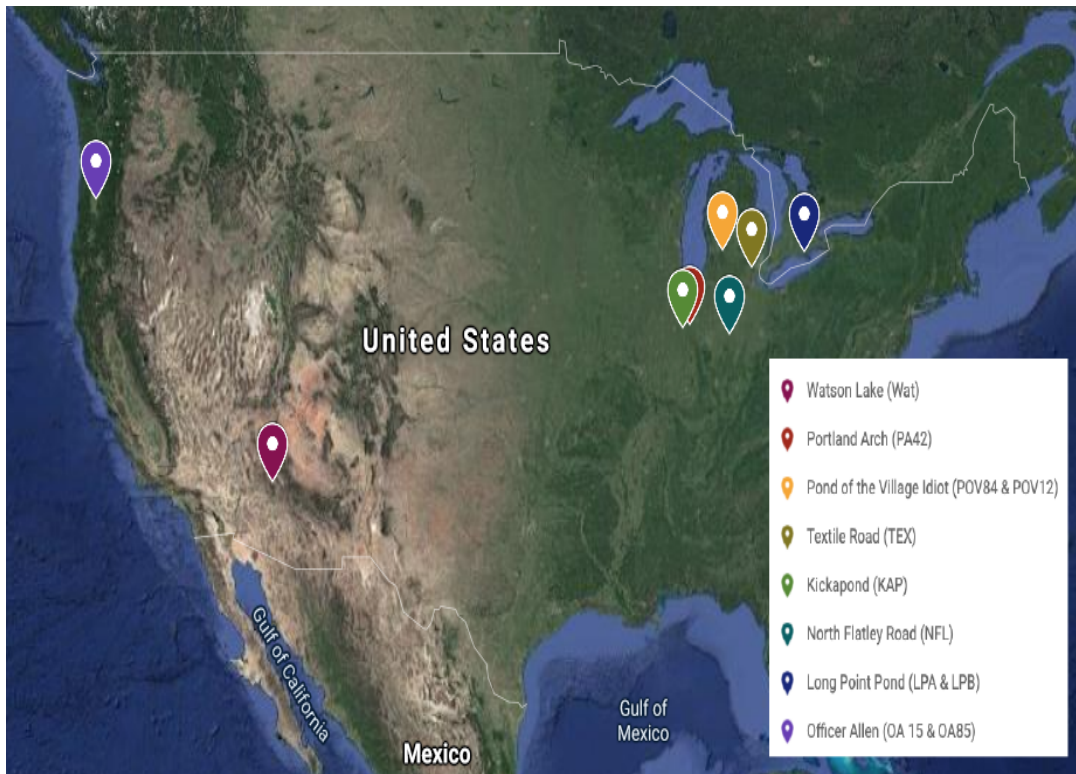 United States
Watson Lake (Wat)
Portland Arch (PA42)
Pond of the Village Idiot (POV84 & POV12)
Textile Road (TEX)
Kickapond (KAP)
North Flatley Road (NFL)
Long Point Pond (LPA & LPB)
Officer Allen (OA 15 & OA85)
Gulf of California
Gulf of
Mexico
Mexico